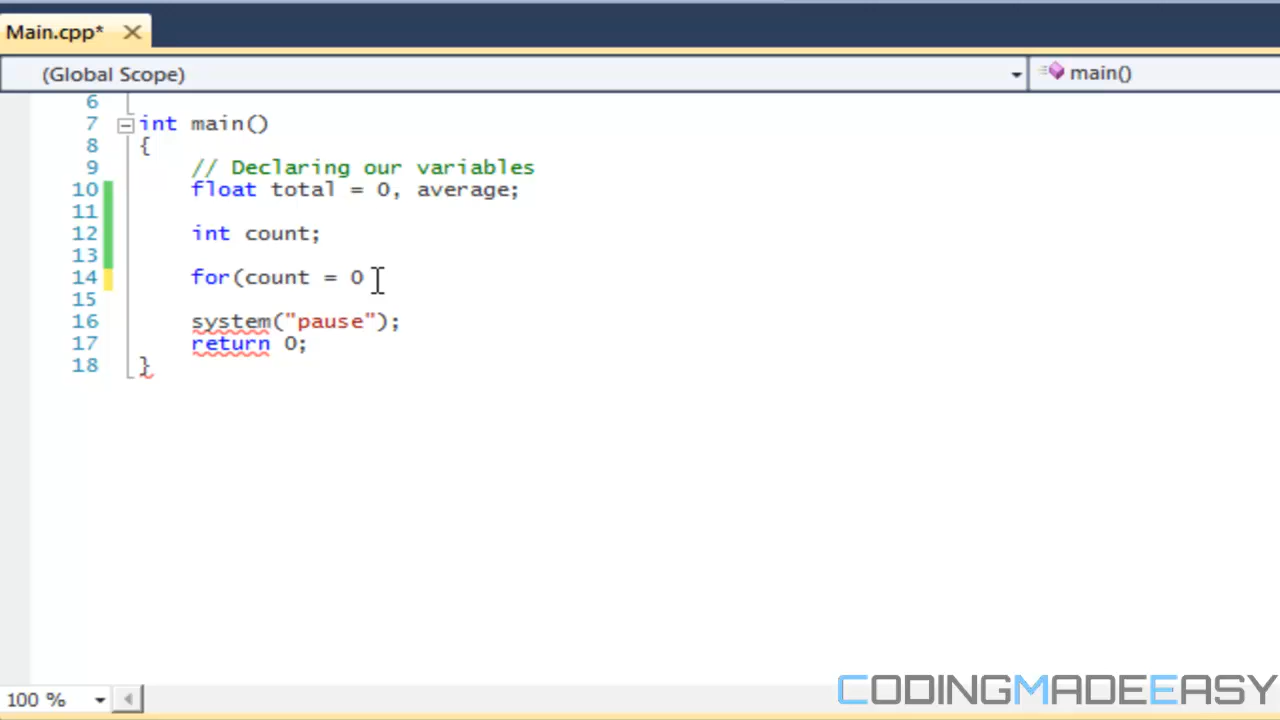 Main.cpp*
(Global Scope)
main()
6
7 int main()
8 {
9 // Declaring our variables
10 float total = 0, average;
11
12 int count;
13
14 for(count = 0
15
16 system("pause");
17 return 0;
18 }
100 %
CODINGMADEEASY